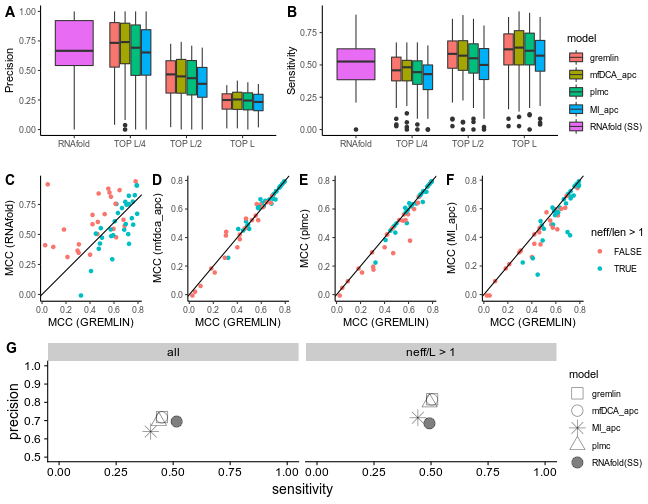 A
B
1.00
0.75
0.50
0.25
0.00
Precision
RNAfold
TOP L/4
TOP L/2
TOP L
0.75
0.50
0.25
0.00
Sensitivity
RNAfold
TOP L/4
TOP L/2
TOP L
model
gremlin
mfDCA_apc
plmc
MI_apc
RNAfold (SS)
C
D
E
F
0.75
0.50
0.25
0.00
MCC (RNAfold)
0.0 0.2 0.4 0.6 0.8
MCC (GREMLIN)
0.8
0.6
0.4
0.2
0.0
MCC (mfdca_apc)
0.0 0.2 0.4 0.6 0.8
MCC (GREMLIN)
0.8
0.6
0.4
0.2
0.0
MCC (plmc)
0.0 0.2 0.4 0.6 0.8
MCC (GREMLIN)
0.8
0.6
0.4
0.2
0.0
MCC (MI_apc)
0.0 0.2 0.4 0.6 0.8
MCC (GREMLIN)
neff/len > 1
FALSE
TRUE
G
all
neff/L > 1
1.0
0.9
0.8
0.7
0.6
0.5
precision
0.00 0.25 0.50 0.75 1.00
0.00 0.25 0.50 0.75 1.00
sensitivity
model
gremlin
mfDCA_apc
MI_apc
plmc
RNAfold(SS)